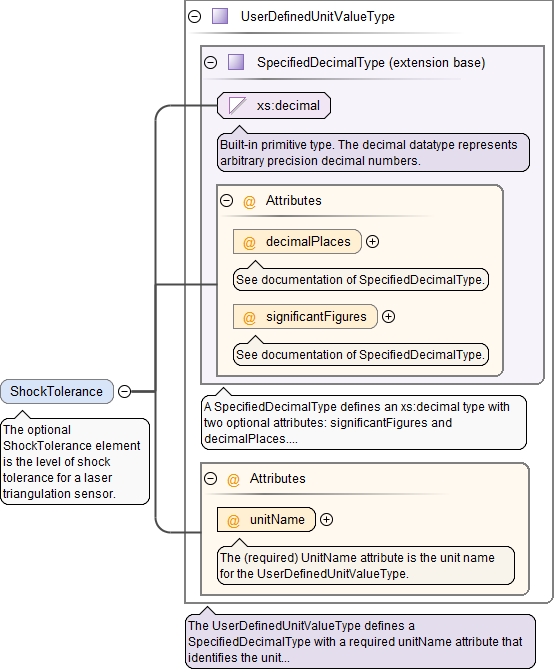 UserDefinedUnitValueType
SpecifiedDecimalType (extension base)
xs:decimal
Built-in primitive type. The decimal datatype represents
arbitrary precision decimal numbers.
@ Attributes
@ decimalPlaces
See documentation of SpecifiedDecimalType.
@ significantFigures
See documentation of SpecifiedDecimalType.
ShockTolerance
The optional
ShockTolerance element
is the level of shock
tolerance for a laser
triangulation sensor.
A SpecifiedDecimalType defines an xs:decimal type with
two optional attributes: significantFigures and
decimalPlaces....
@ Attributes
@ unitName
The (required) UnitName attribute is the unit name
for the UserDefinedUnitValueType.
The UserDefinedUnitValueType defines a
SpecifiedDecimalType with a required unitName attribute that
identifies the unit...